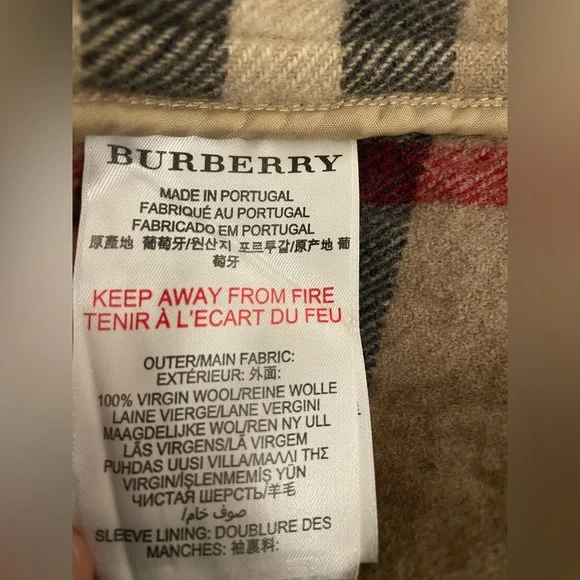 BURBERRY
MADE IN PORTUGAL
FABRIQUÉ AU PORTUGAL
FABRICADO EM PORTUGAL
原產地 葡萄牙/원산지 포르투갈/原产地 葡
萄牙
KEEP AWAY FROM FIRE
TENIR À L'ECART DU FEU
OUTER/MAIN FABRIC:
EXTÉRIEUR: 外面:
100% VIRGIN WOOL/REINE WOLLE
LAINE VIERGE/LANE VERGINI
MAAGDELIJKE WOL/REN NY ULL
LÃS VIRGENS/LÃ VIRGEM
PUHDAS UUSI VILLA/ΜΑΛΛΙ ΤΗΣ
VIRGIN/İŞLENMEMİŞ YÜN
ЧИСТАЯ ШЕРСТЬ/羊毛
صوف خام/
SLEEVE LINING: DOUBLURE DES
MANCHES: 袖裏料: